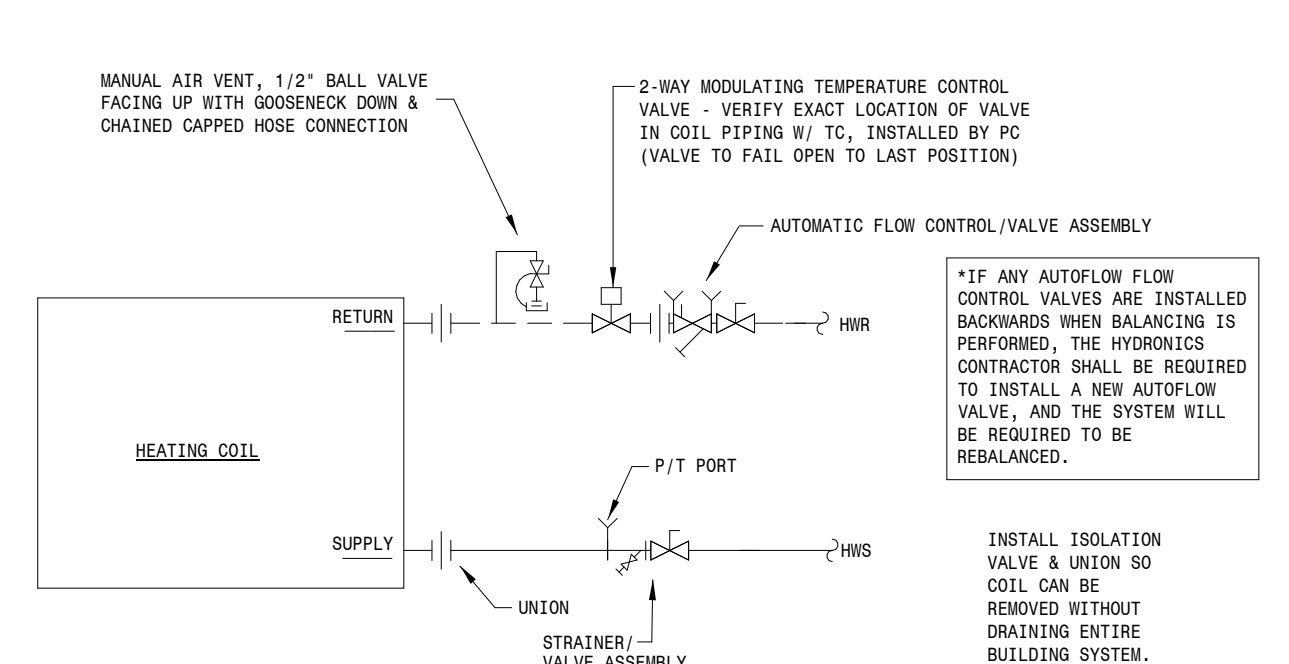 MANUAL AIR VENT, 1/2" BALL VALVE
FACING UP WITH GOOSENECK DOWN &
CHAINED CAPPED HOSE CONNECTION
2-WAY MODULATING TEMPERATURE CONTROL
VALVE - VERIFY EXACT LOCATION OF VALVE
IN COIL PIPING W/ TC, INSTALLED BY PC
(VALVE TO FAIL OPEN TO LAST POSITION)
AUTOMATIC FLOW CONTROL/VALVE ASSEMBLY
*IF ANY AUTOFLOW FLOW
CONTROL VALVES ARE INSTALLED
BACKWARDS WHEN BALANCING IS
PERFORMED, THE HYDRONICS
CONTRACTOR SHALL BE REQUIRED
TO INSTALL A NEW AUTOFLOW
VALVE, AND THE SYSTEM WILL
BE REQUIRED TO BE
REBALANCED.
RETURN
HWR
HEATING COIL
P/T PORT
SUPPLY
HWS
UNION
STRAINER/
VALVE ASSEMBLY
INSTALL ISOLATION
VALVE & UNION SO
COIL CAN BE
REMOVED WITHOUT
DRAINING ENTIRE
BUILDING SYSTEM.